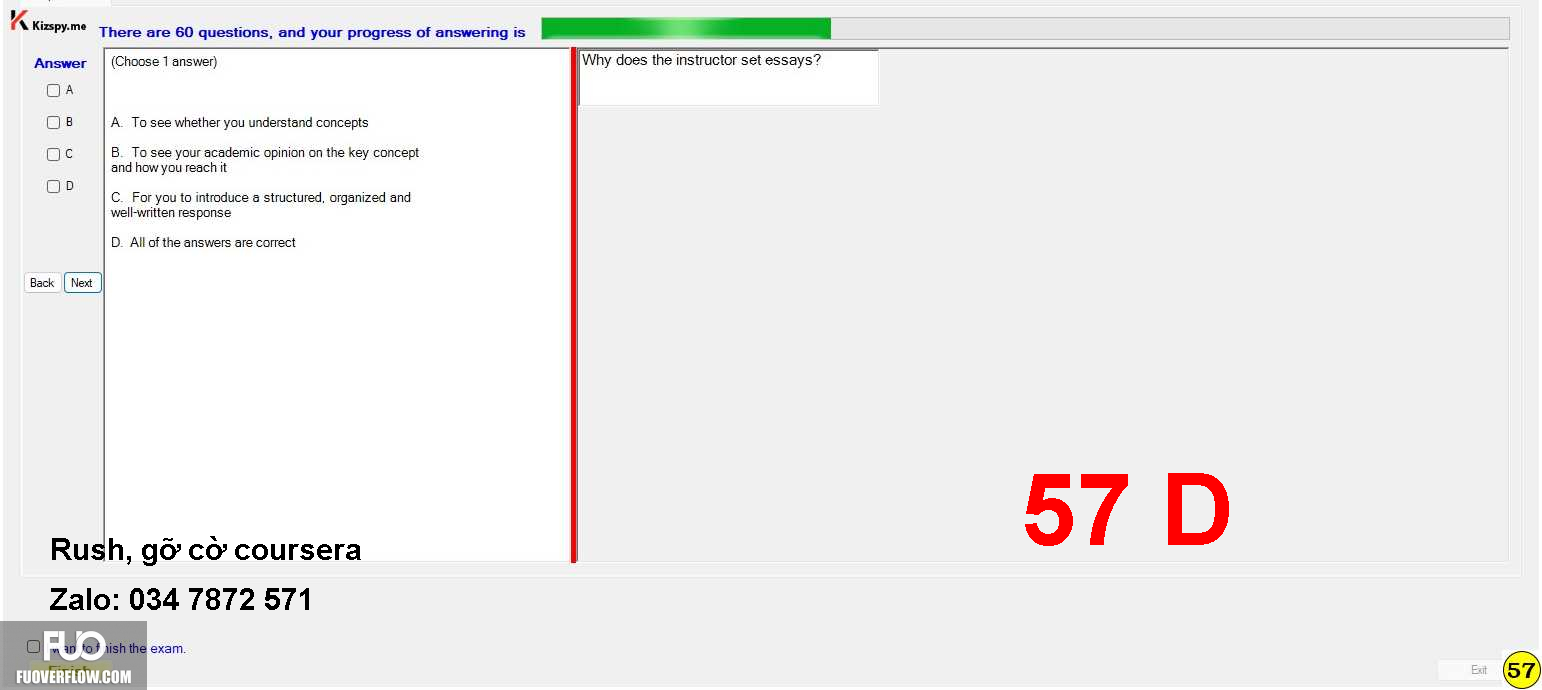 Kizspy.me
There are 60 questions, and your progress of answering is
Answer
A
B
C
D
Back
Next
(Choose 1 answer)
A. To see whether you understand concepts
B. To see your academic opinion on the key concept
and how you reach it
C. For you to introduce a structured, organized and
well-written response
D. All of the answers are correct
Why does the instructor set essays?
57 D
Rush, gỡ cờ coursera
Zalo: 034 7872 571
FUO
FUOVERFLOW.COM
want to finish the exam.
Finish
Exit
57